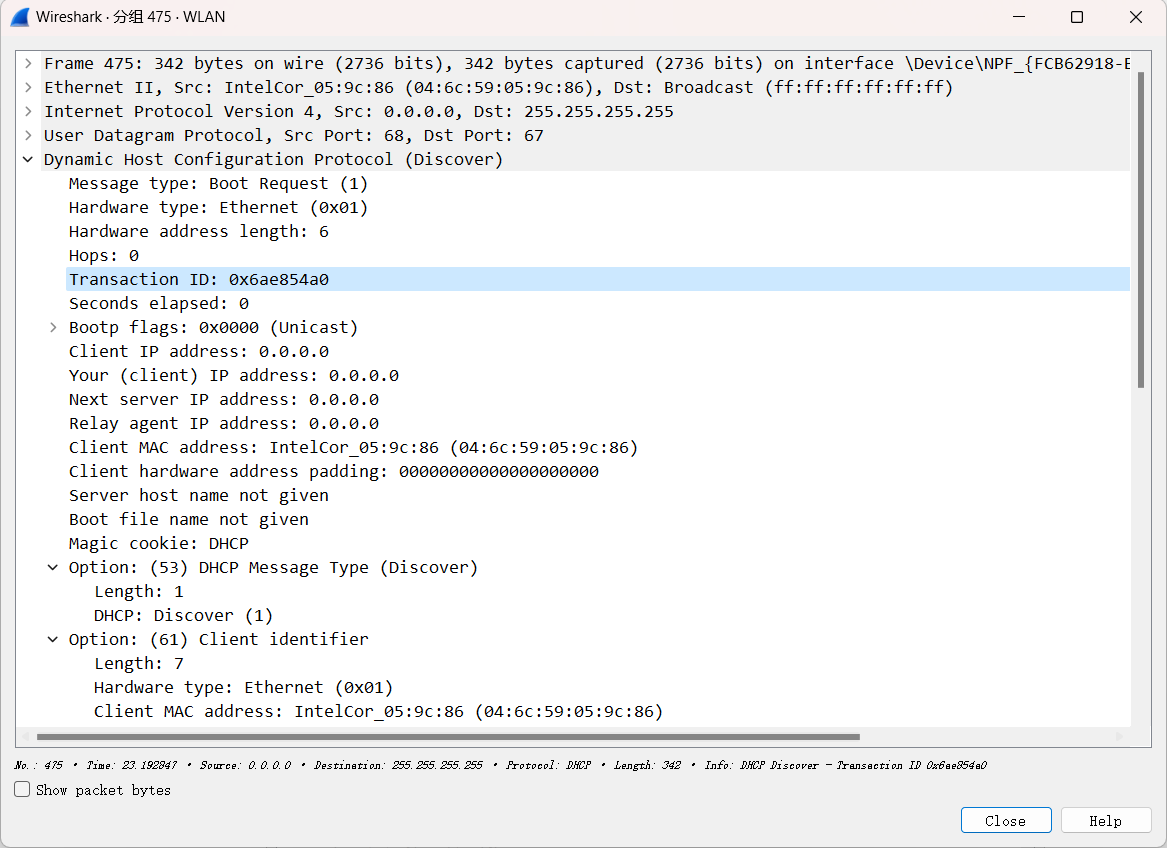 Wireshark · 分组 475 · WLAN
Frame 475: 342 bytes on wire (2736 bits), 342 bytes captured (2736 bits) on interface \Device\NPF_{FCB62918-E
Ethernet II, Src: IntelCor_05:9c:86 (04:6c:59:05:9c:86), Dst: Broadcast (ff:ff:ff:ff:ff:ff)
Internet Protocol Version 4, Src: 0.0.0.0, Dst: 255.255.255.255
User Datagram Protocol, Src Port: 68, Dst Port: 67
Dynamic Host Configuration Protocol (Discover)
Message type: Boot Request (1)
Hardware type: Ethernet (0x01)
Hardware address length: 6
Hops: 0
Transaction ID: 0x6ae854a0
Seconds elapsed: 0
Bootp flags: 0x0000 (Unicast)
Client IP address: 0.0.0.0
Your (client) IP address: 0.0.0.0
Next server IP address: 0.0.0.0
Relay agent IP address: 0.0.0.0
Client MAC address: IntelCor_05:9c:86 (04:6c:59:05:9c:86)
Client hardware address padding: 00000000000000000000
Server host name not given
Boot file name not given
Magic cookie: DHCP
Option: (53) DHCP Message Type (Discover)
Length: 1
DHCP: Discover (1)
Option: (61) Client identifier
Length: 7
Hardware type: Ethernet (0x01)
Client MAC address: IntelCor_05:9c:86 (04:6c:59:05:9c:86)
No.: 475 · Time: 23.192847 · Source: 0.0.0.0 · Destination: 255.255.255.255 · Protocol: DHCP · Length: 342 · Info: DHCP Discover - Transaction ID 0x6ae854a0
Show packet bytes
Close
Help